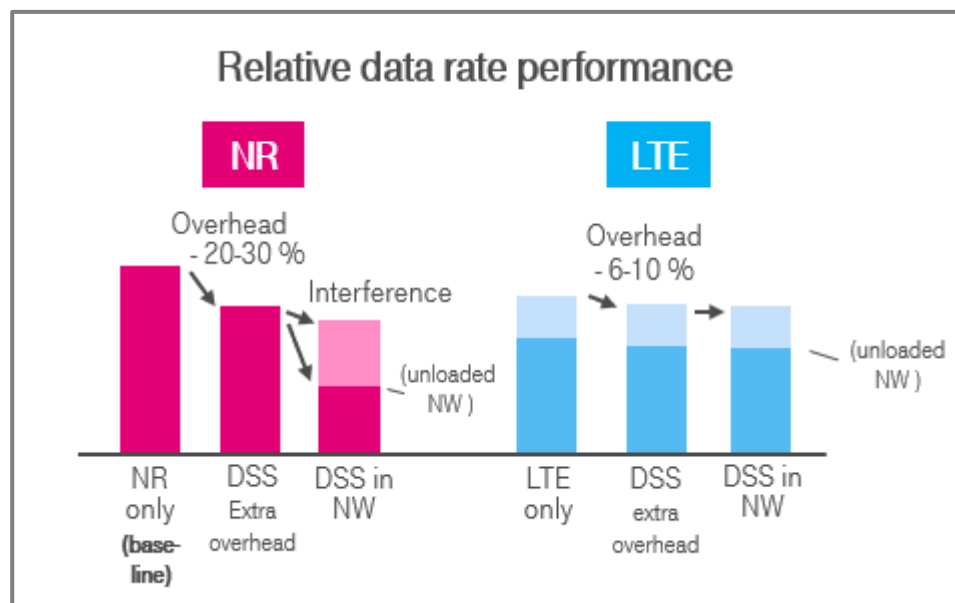 Relative data rate performance
NR
LTE
Overhead
- 20-30 %
Interference
(unloaded
NW )
Overhead
- 6-10 %
(unloaded
NW )
NR
only
(base-
line)
DSS
Extra
overhead
DSS in
NW
LTE
only
DSS
extra
overhead
DSS in
NW